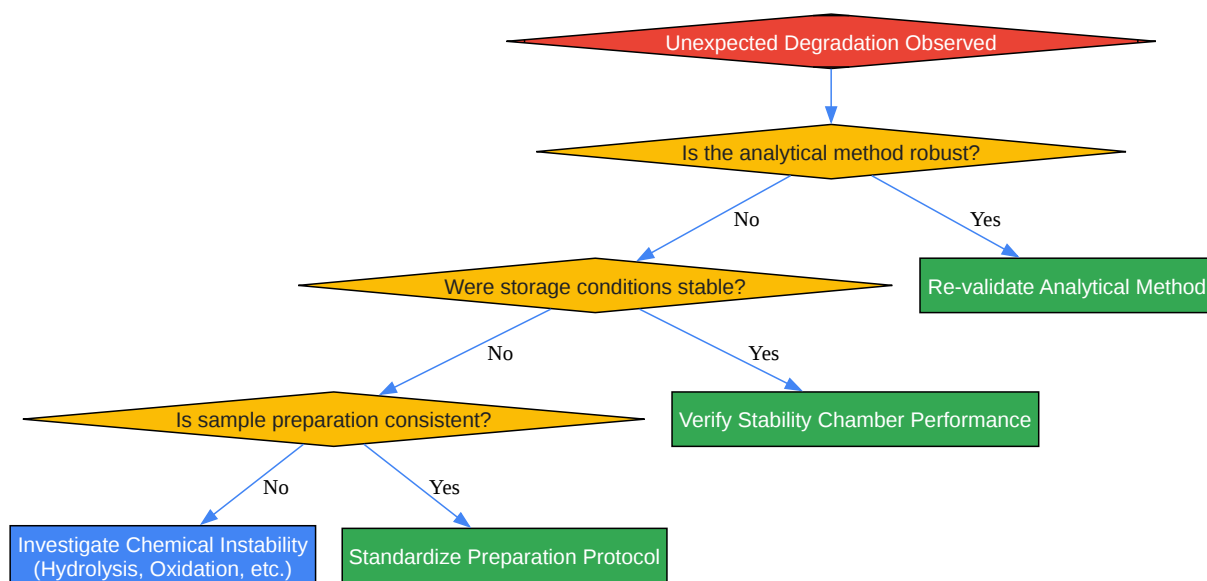 Unexpected Degradation Observed
Is the analytical method robust?
No
Yes
Were storage conditions stable?
Re-validate Analytical Method
No
Yes
Is sample preparation consistent?
Verify Stability Chamber Performance
No
Yes
Investigate Chemical Instability
(Hydrolysis, Oxidation, etc.)
Standardize Preparation Protocol